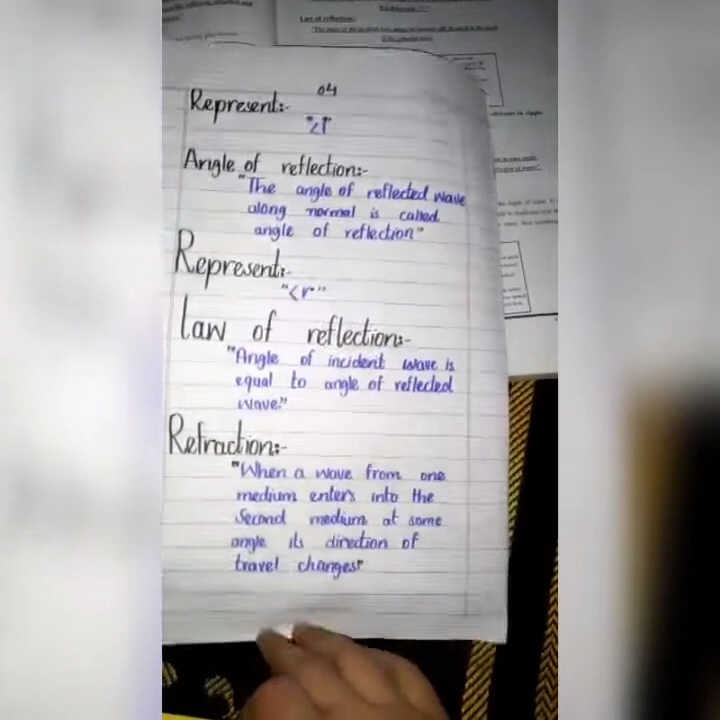 Law of reflection:
04
Represent:-
"<i"
Angle of reflection:-
"The angle of reflected wave
along normal is called
angle of reflection"
Represent:-
"<r"
Law of reflection:-
"Angle of incident wave is
equal to angle of reflected
wave"
Refraction:-
"When a wave from one
medium enters into the
Second medium at some
angle its direction of
travel changes"